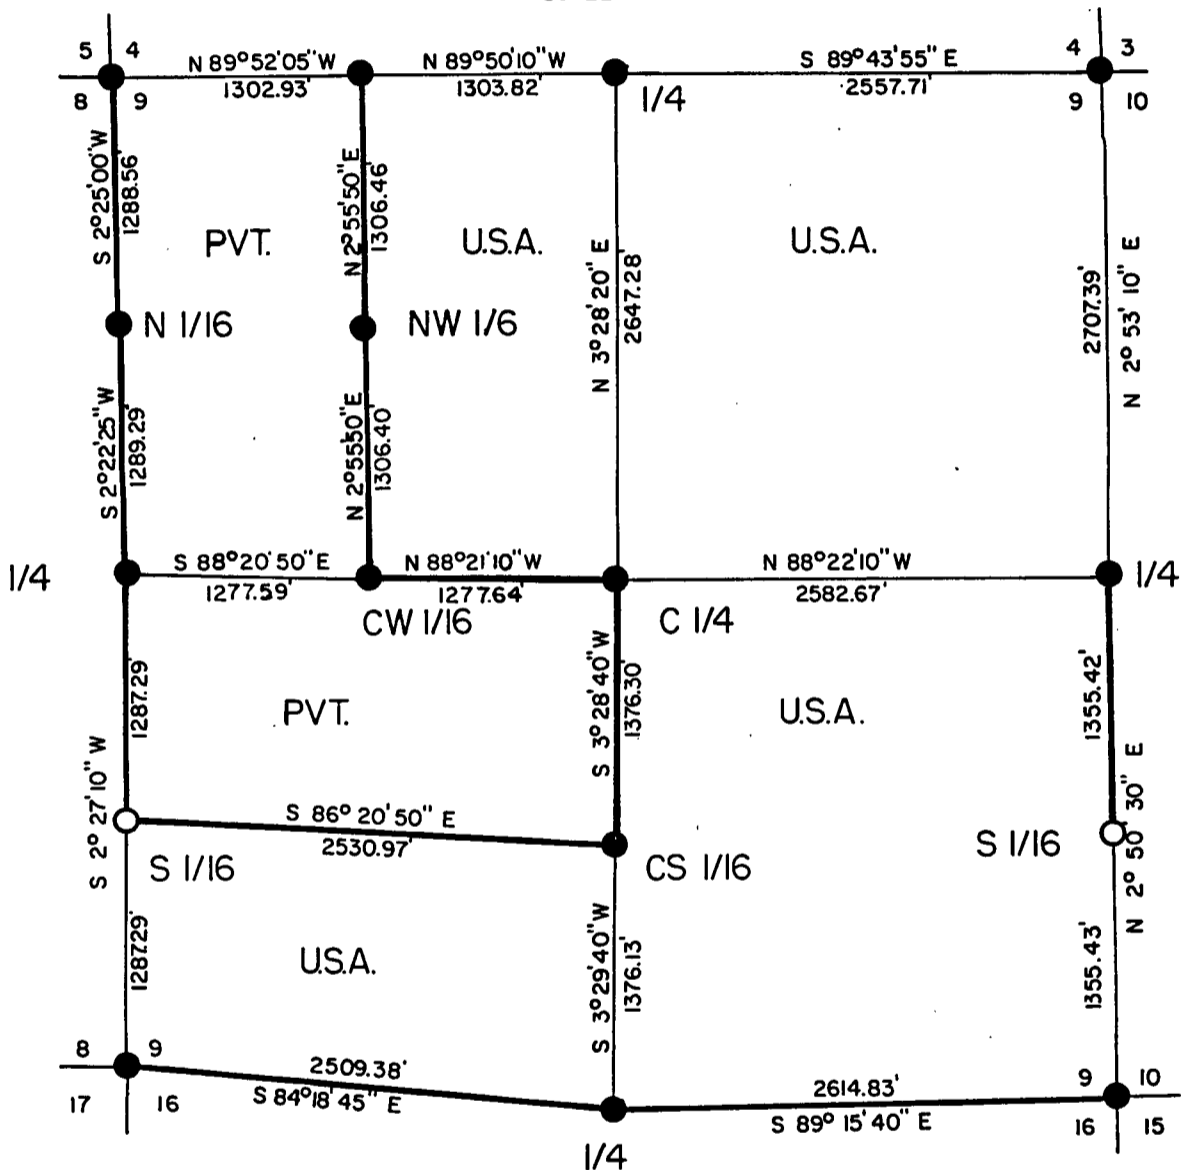 5 4
4 3
N 89°52'05"W
N 89°50'10"W
S 89°43'55" E
1302.93'
1303.82'
2557.71'
8 9
1/4
9 10
S 2°25'00"W
1288.56'
N 2°55'50"E
1306.46'
N 3°28'20" E
2647.28
2707.39'
N 2° 53' 10" E
PVT.
U.S.A.
U.S.A.
N 1/16
NW 1/6
S 2°22'25"W
1289.29'
N 2°55'50"E
1306.40'
1/4
S 88°20'50"E
1277.59'
N 88°21'10"W
1277.64'
N 88°22'10"W
2582.67'
1/4
CW 1/16
C 1/4
1287.29'
S 2° 27' 10" W
PVT.
S 3°28'40"W
1376.30'
U.S.A.
1355.42'
N 2° 50' 30" E
S 86° 20' 50" E
2530.97'
S 1/16
CS 1/16
S 1/16
1287.29'
U.S.A.
S 3°29'40"W
1376.13'
1355.43'
8 9
2509.38'
S 84°18'45" E
2614.83'
S 89° 15'40"E
9 10
17 16
16 15
1/4